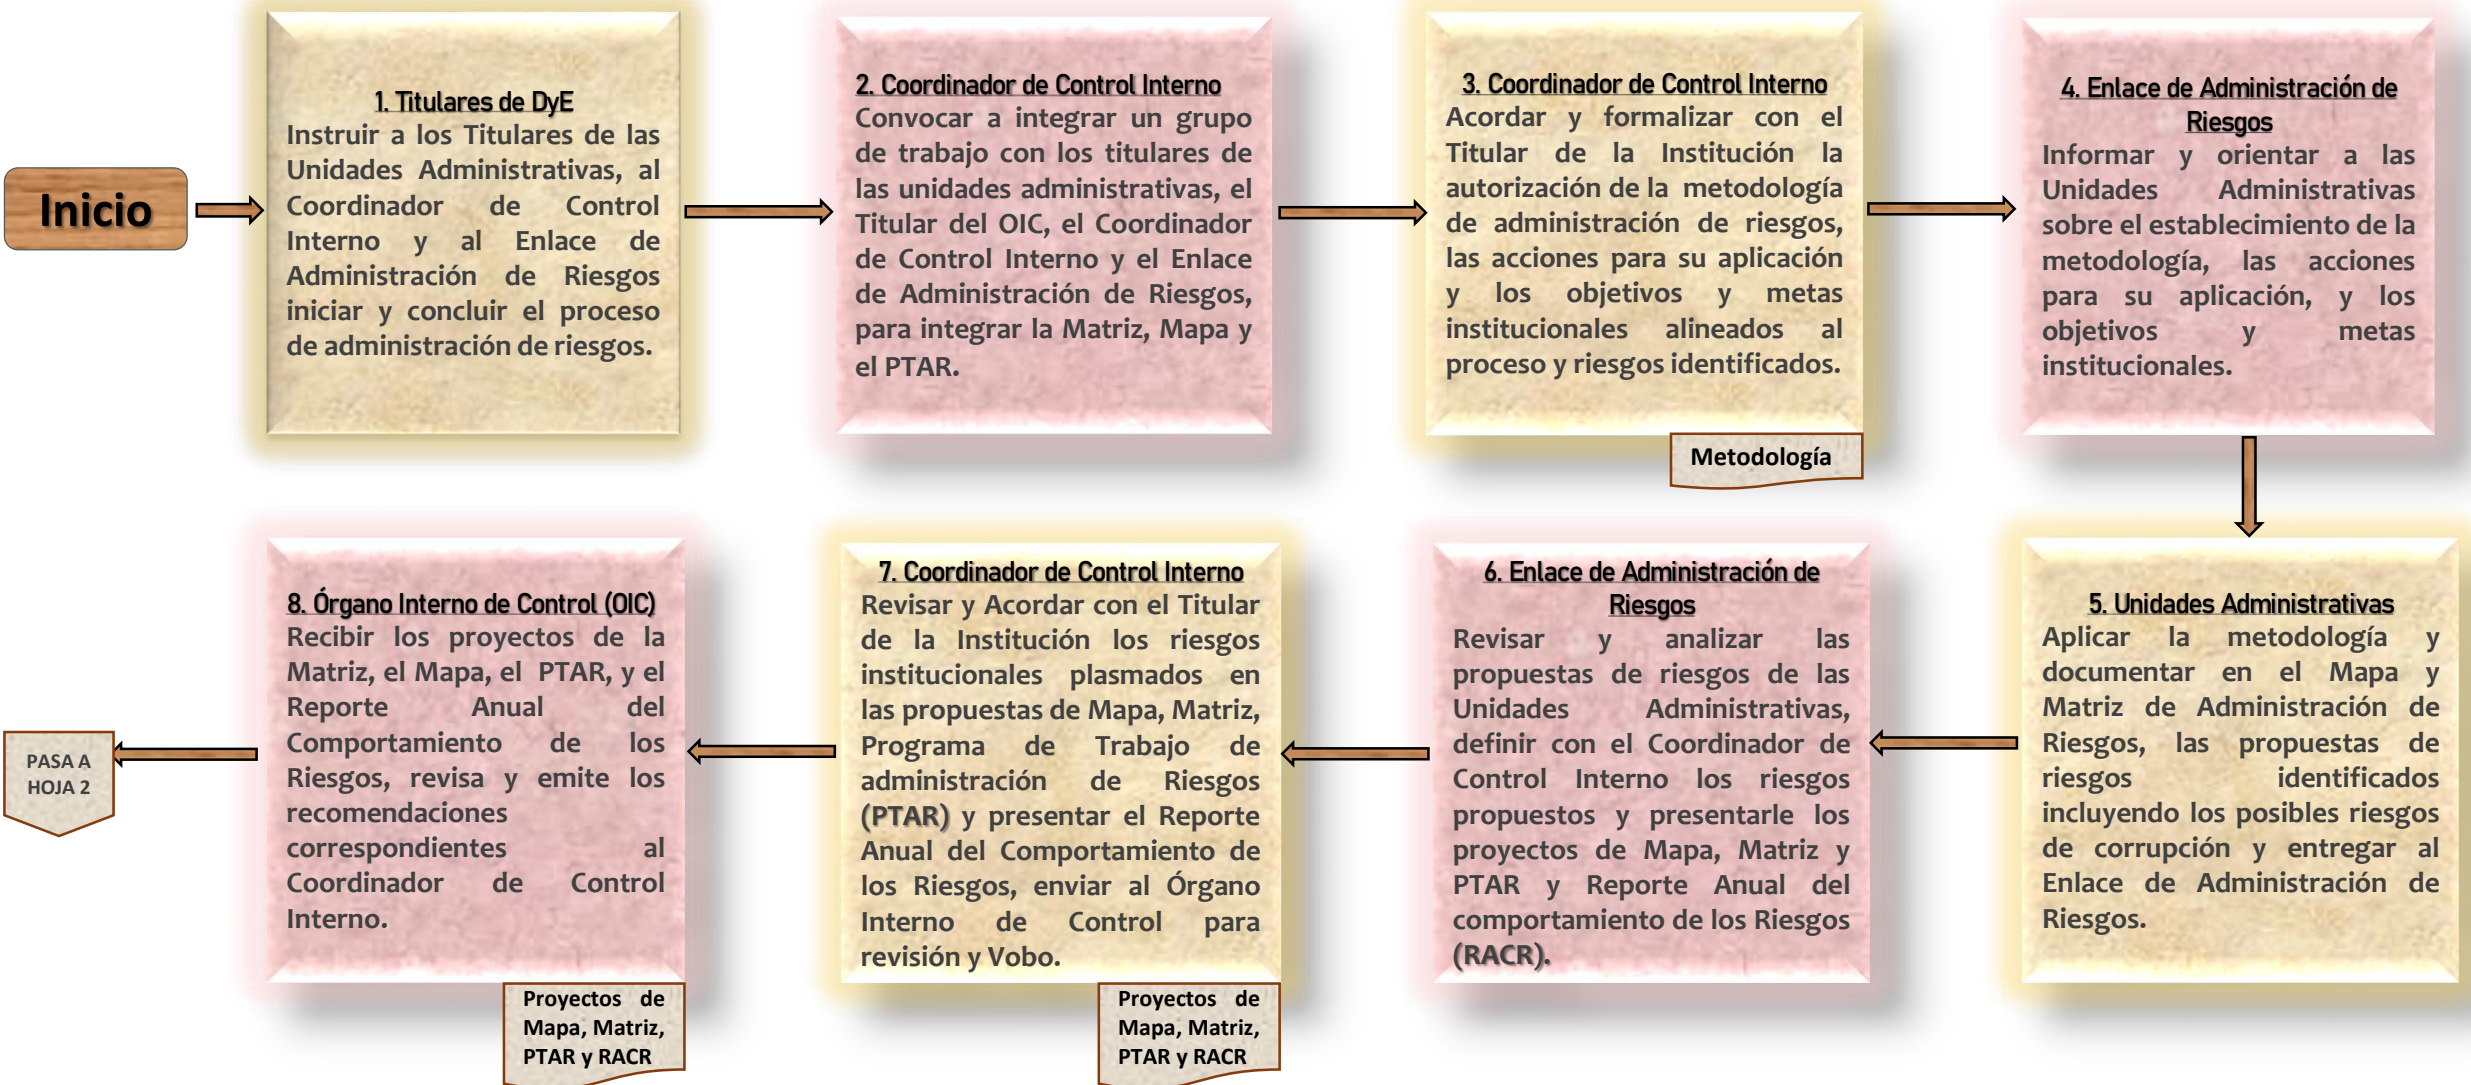 Inicio
1. Titulares de DyE
Instruir a los Titulares de las
Unidades Administrativas, al
Coordinador de Control
Interno y al Enlace de
Administración de Riesgos
iniciar y concluir el proceso
de administración de riesgos.
2. Coordinador de Control Interno
Convocar a integrar un grupo
de trabajo con los titulares de
las unidades administrativas, el
Titular del OIC, el Coordinador
de Control Interno y el Enlace
de Administración de Riesgos,
para integrar la Matriz, Mapa y
el PTAR.
3. Coordinador de Control Interno
Acordar y formalizar con el
Titular de la Institución la
autorización de la metodología
de administración de riesgos,
las acciones para su aplicación
y los objetivos y metas
institucionales alineados al
proceso y riesgos identificados.
Metodología
4. Enlace de Administración de
Riesgos
Informar y orientar a las
Unidades Administrativas
sobre el establecimiento de la
metodología, las acciones
para su aplicación, y los
objetivos y metas
institucionales.
5. Unidades Administrativas
Aplicar la metodología y
documentar en el Mapa y
Matriz de Administración de
Riesgos, las propuestas de
riesgos identificados
incluyendo los posibles riesgos
de corrupción y entregar al
Enlace de Administración de
Riesgos.
6. Enlace de Administración de
Riesgos
Revisar y analizar las
propuestas de riesgos de las
Unidades Administrativas,
definir con el Coordinador de
Control Interno los riesgos
propuestos y presentarle los
proyectos de Mapa, Matriz y
PTAR y Reporte Anual del
comportamiento de los Riesgos
(RACR).
7. Coordinador de Control Interno
Revisar y Acordar con el Titular
de la Institución los riesgos
institucionales plasmados en
las propuestas de Mapa, Matriz,
Programa de Trabajo de
administración de Riesgos
(PTAR) y presentar el Reporte
Anual del Comportamiento de
los Riesgos, enviar al Órgano
Interno de Control para
revisión y Vobo.
Proyectos de
Mapa, Matriz,
PTAR y RACR
8. Órgano Interno de Control (OIC)
Recibir los proyectos de la
Matriz, el Mapa, el PTAR, y el
Reporte Anual del
Comportamiento de los
Riesgos, revisa y emite los
recomendaciones
correspondientes al
Coordinador de Control
Interno.
Proyectos de
Mapa, Matriz,
PTAR y RACR
PASA A
HOJA 2